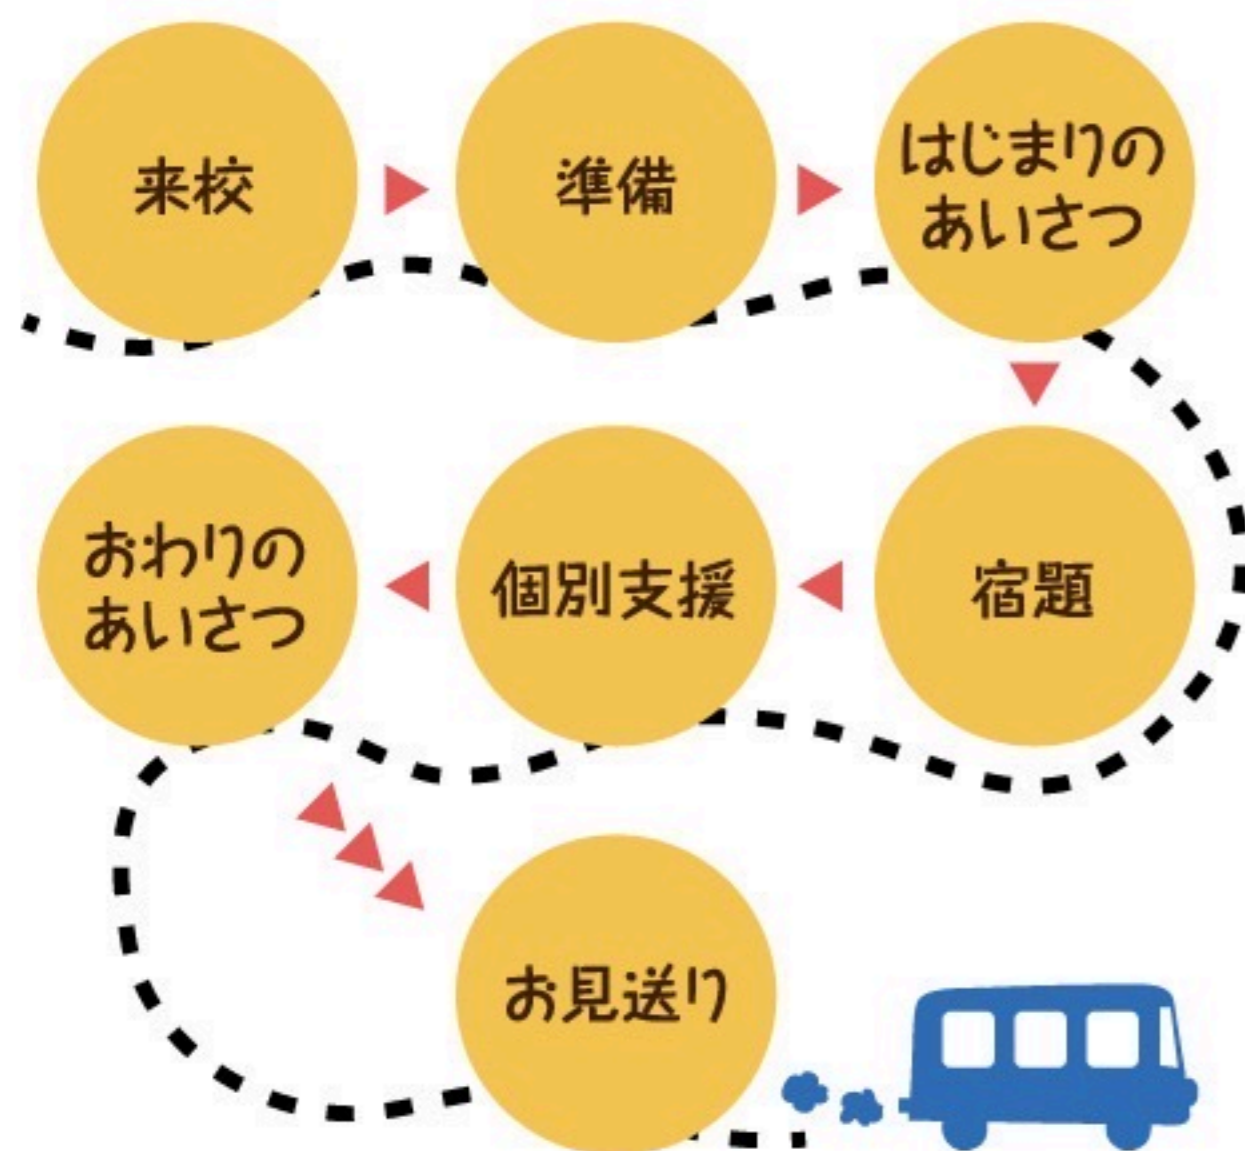 来校
準備
はじまりの
あいさつ
宿題
個別支援
おわりの
あいさつ
お見送り